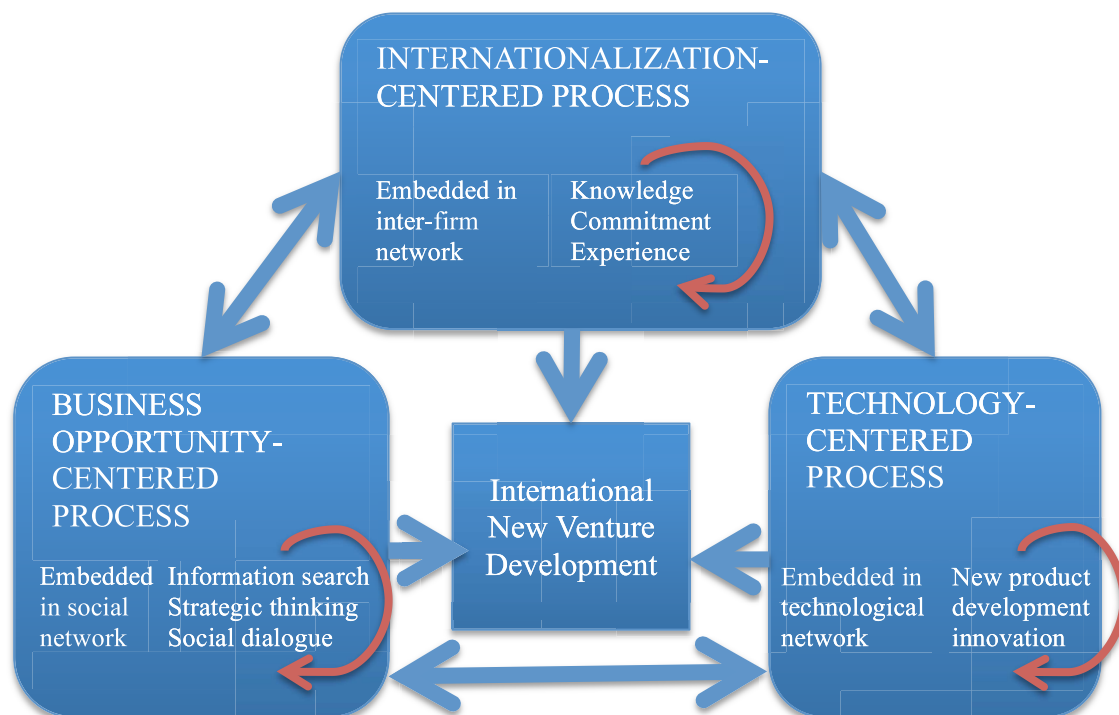 INTERNATIONALIZATION-
CENTERED PROCESS
Embedded in
inter-firm
network
Knowledge
Commitment
Experience
BUSINESS
OPPORTUNITY-
CENTERED
PROCESS
Embedded
in social
network
Information search
Strategic thinking
Social dialogue
International
New Venture
Development
TECHNOLOGY-
CENTERED
PROCESS
Embedded in
technological
network
New product
development
innovation